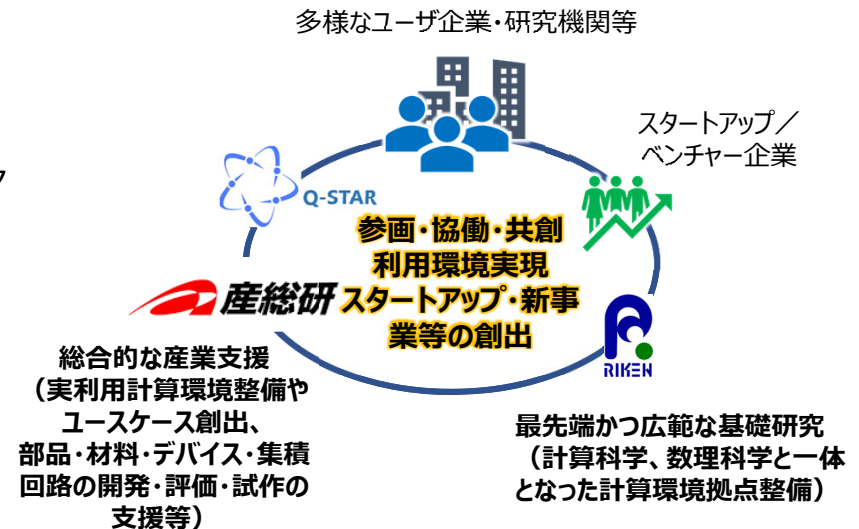 多様なユーザ企業・研究機関等
スタートアップ／
ベンチャー企業
ク
Q-STAR
参画・協働・共創
利用環境実現
スタートアップ・新事
業等の創出
産総研
RIKEN
総合的な産業支援
（実利用計算環境整備や
ユースケース創出、
部品・材料・デバイス・集積
回路の開発・評価・試作の
支援等）
最先端かつ広範な基礎研究
（計算科学、数理科学と一体
となった計算環境拠点整備）